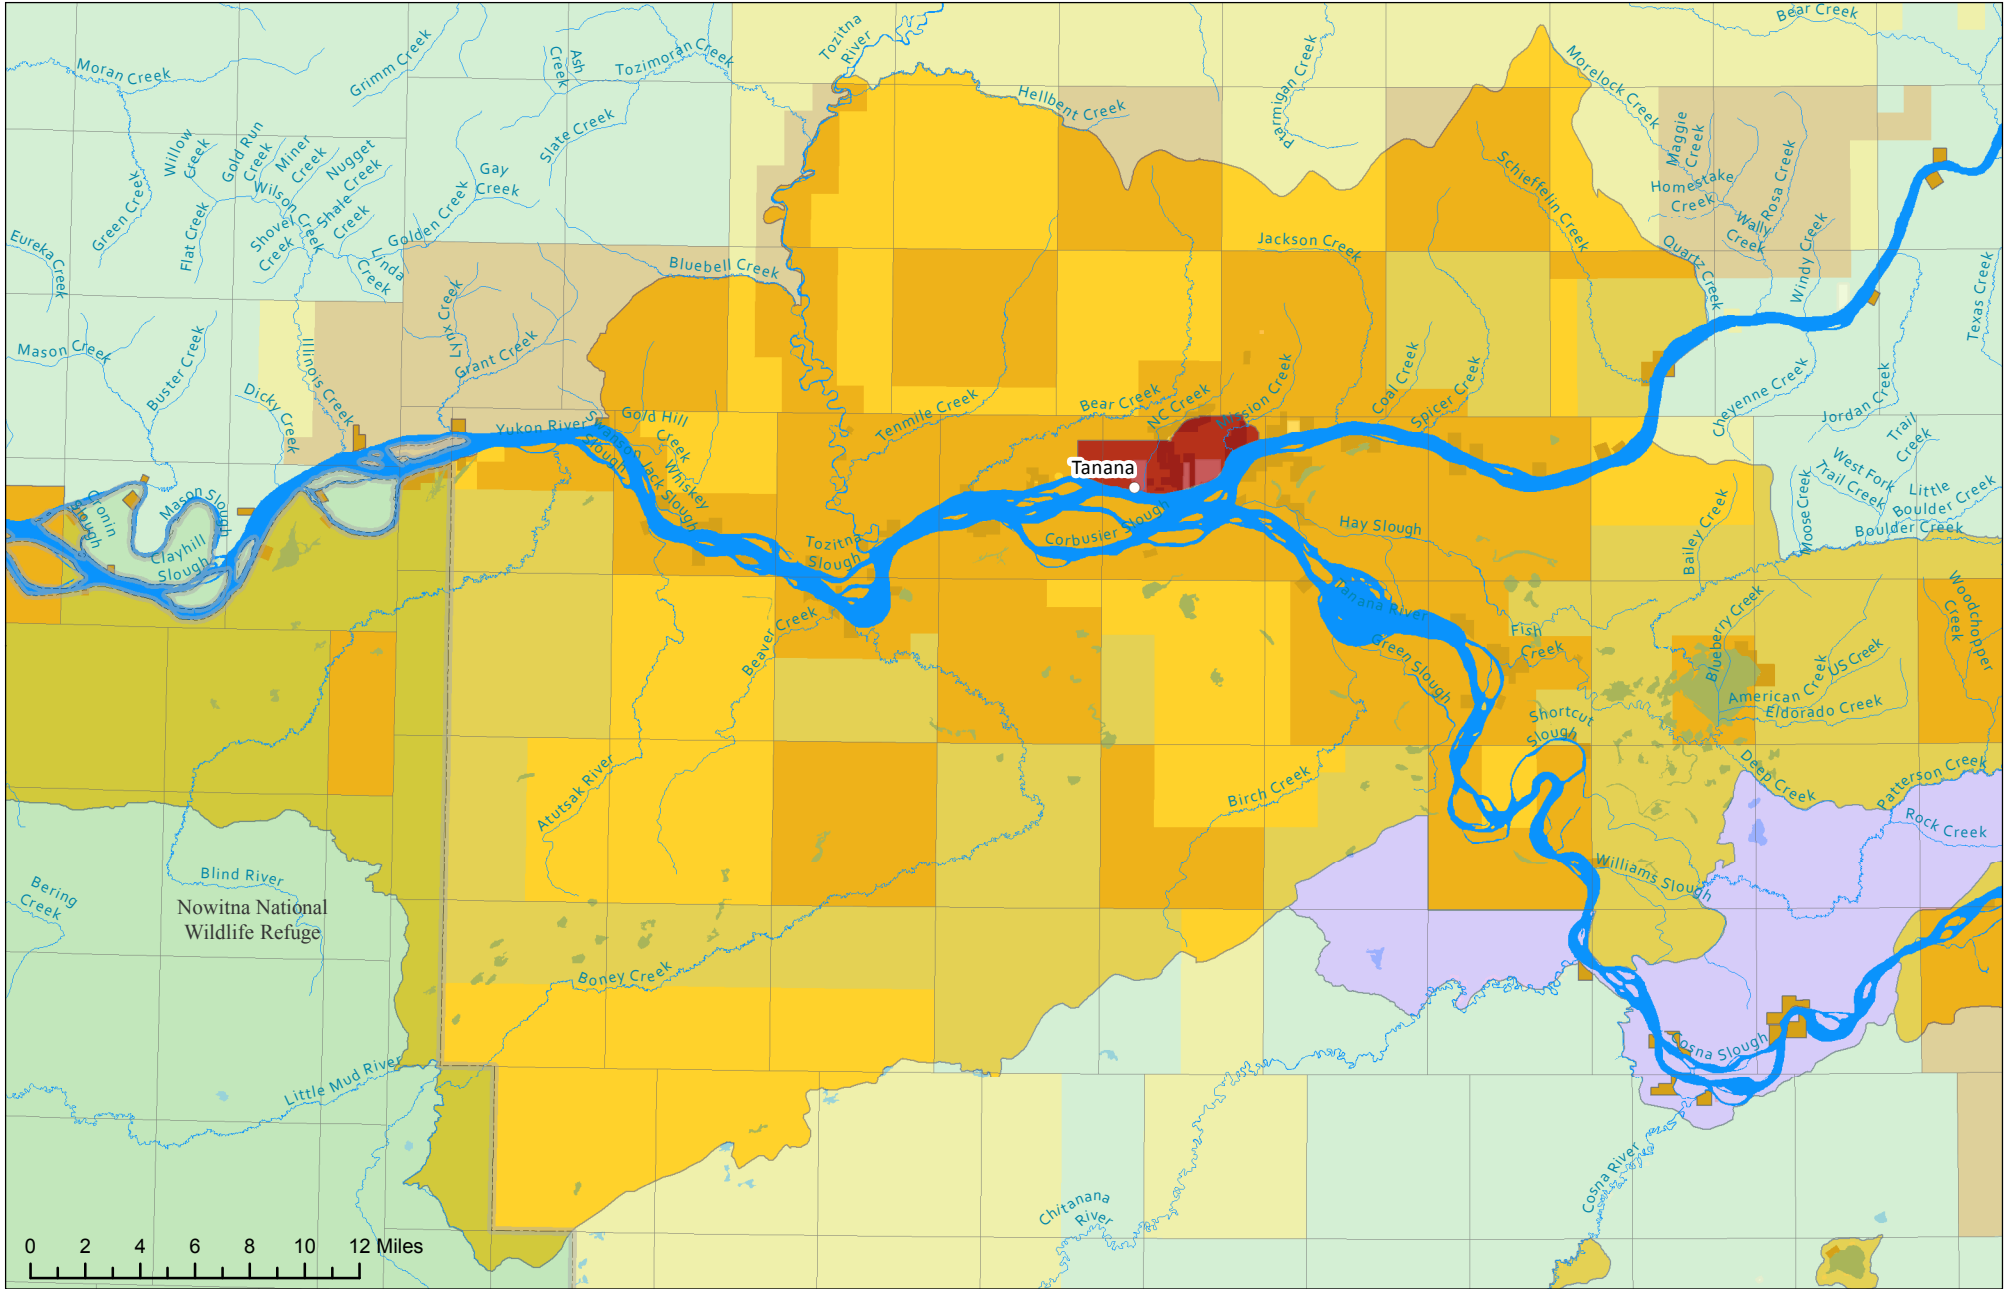 Moran Creek
Grimm Creek
Ash
Creek
Tozimoran Creek
Tozitna
River
Hellbent Creek
Ptarmigan Creek
Morelock Creek
Bear Creek
Willow
Creek
Gold Run
Creek
Miner
Creek
Nugget
Creek
Slate Creek
Gay
Creek
Green Creek
Flat Creek
Wilson Creek
Shale Creek
Shovel
Creek
Golden Creek
Lynda
Creek
Eureka Creek
Schieffelin Creek
Maggie
Creek
Homestake
Creek
Rosa Creek
Wally
Creek
Windy Creek
Quartz Creek
Texas Creek
Jackson Creek
Bluebell Creek
Lynx Creek
Grant Creek
Illinois Creek
Mason Creek
Buster Creek
Dicky Creek
Coal Creek
Spicer Creek
Cheyenne Creek
Jordan Creek
Trail
Creek
Yukon River
Swanson
Slough
Gold Hill
Creek
Whiskey
Jack Slough
Tenmile Creek
Bear Creek
NC Creek
Mission Creek
Tanana
West Fork
Trail Creek
Little
Boulder Creek
Boulder Creek
Moose Creek
Bailey Creek
Cronin
Slough
Mason Slough
Clayhill
Slough
Tozitna
Slough
Corbusier Slough
Hay Slough
Tanana River
Fish
Creek
Green Slough
Blueberry Creek
Woodchopper
Creek
US Creek
American Creek
Eldorado Creek
Beaver Creek
Shortcut
Slough
Deep Creek
Patterson Creek
Rock Creek
Atutsak River
Birch Creek
Williams Slough
Blind River
Bering
Creek
Nowitna National
Wildlife Refuge
Boney Creek
Little Mud River
Cosna Slough
Cosna River
Chitanana
River
0 2 4 6 8 10 12 Miles